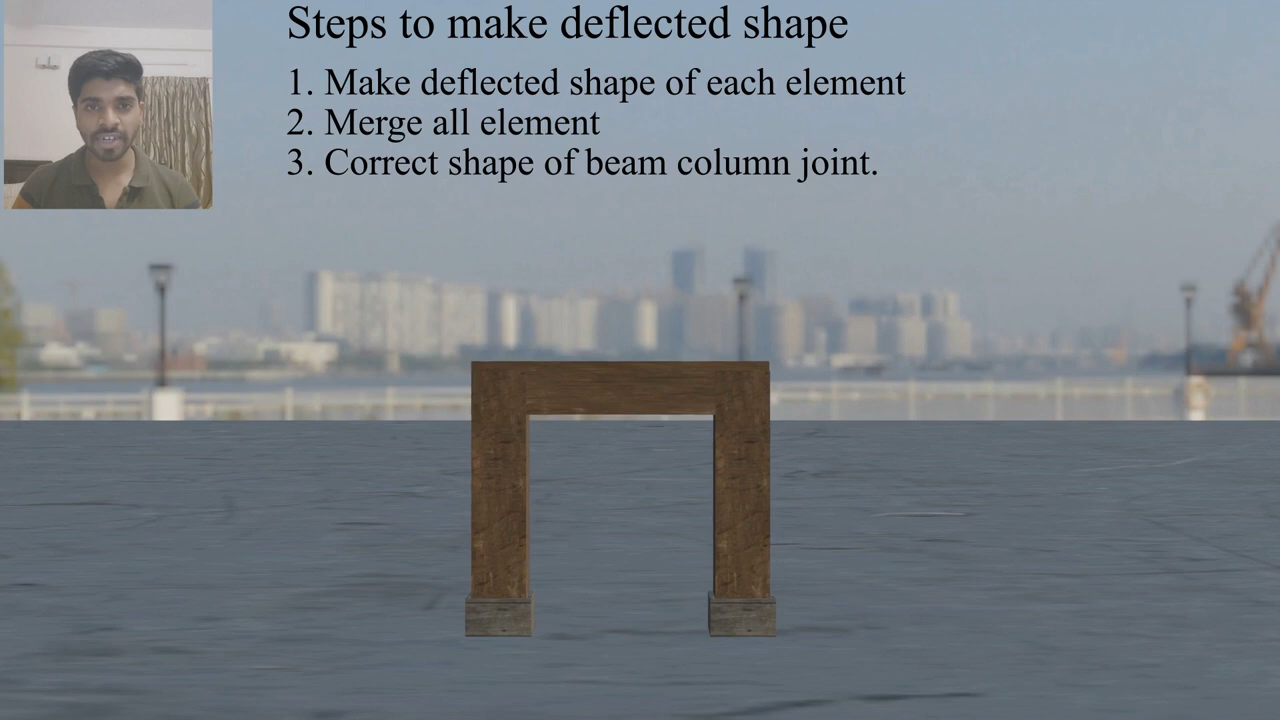 Steps to make deflected shape
1. Make deflected shape of each element
2. Merge all element
3. Correct shape of beam column joint.